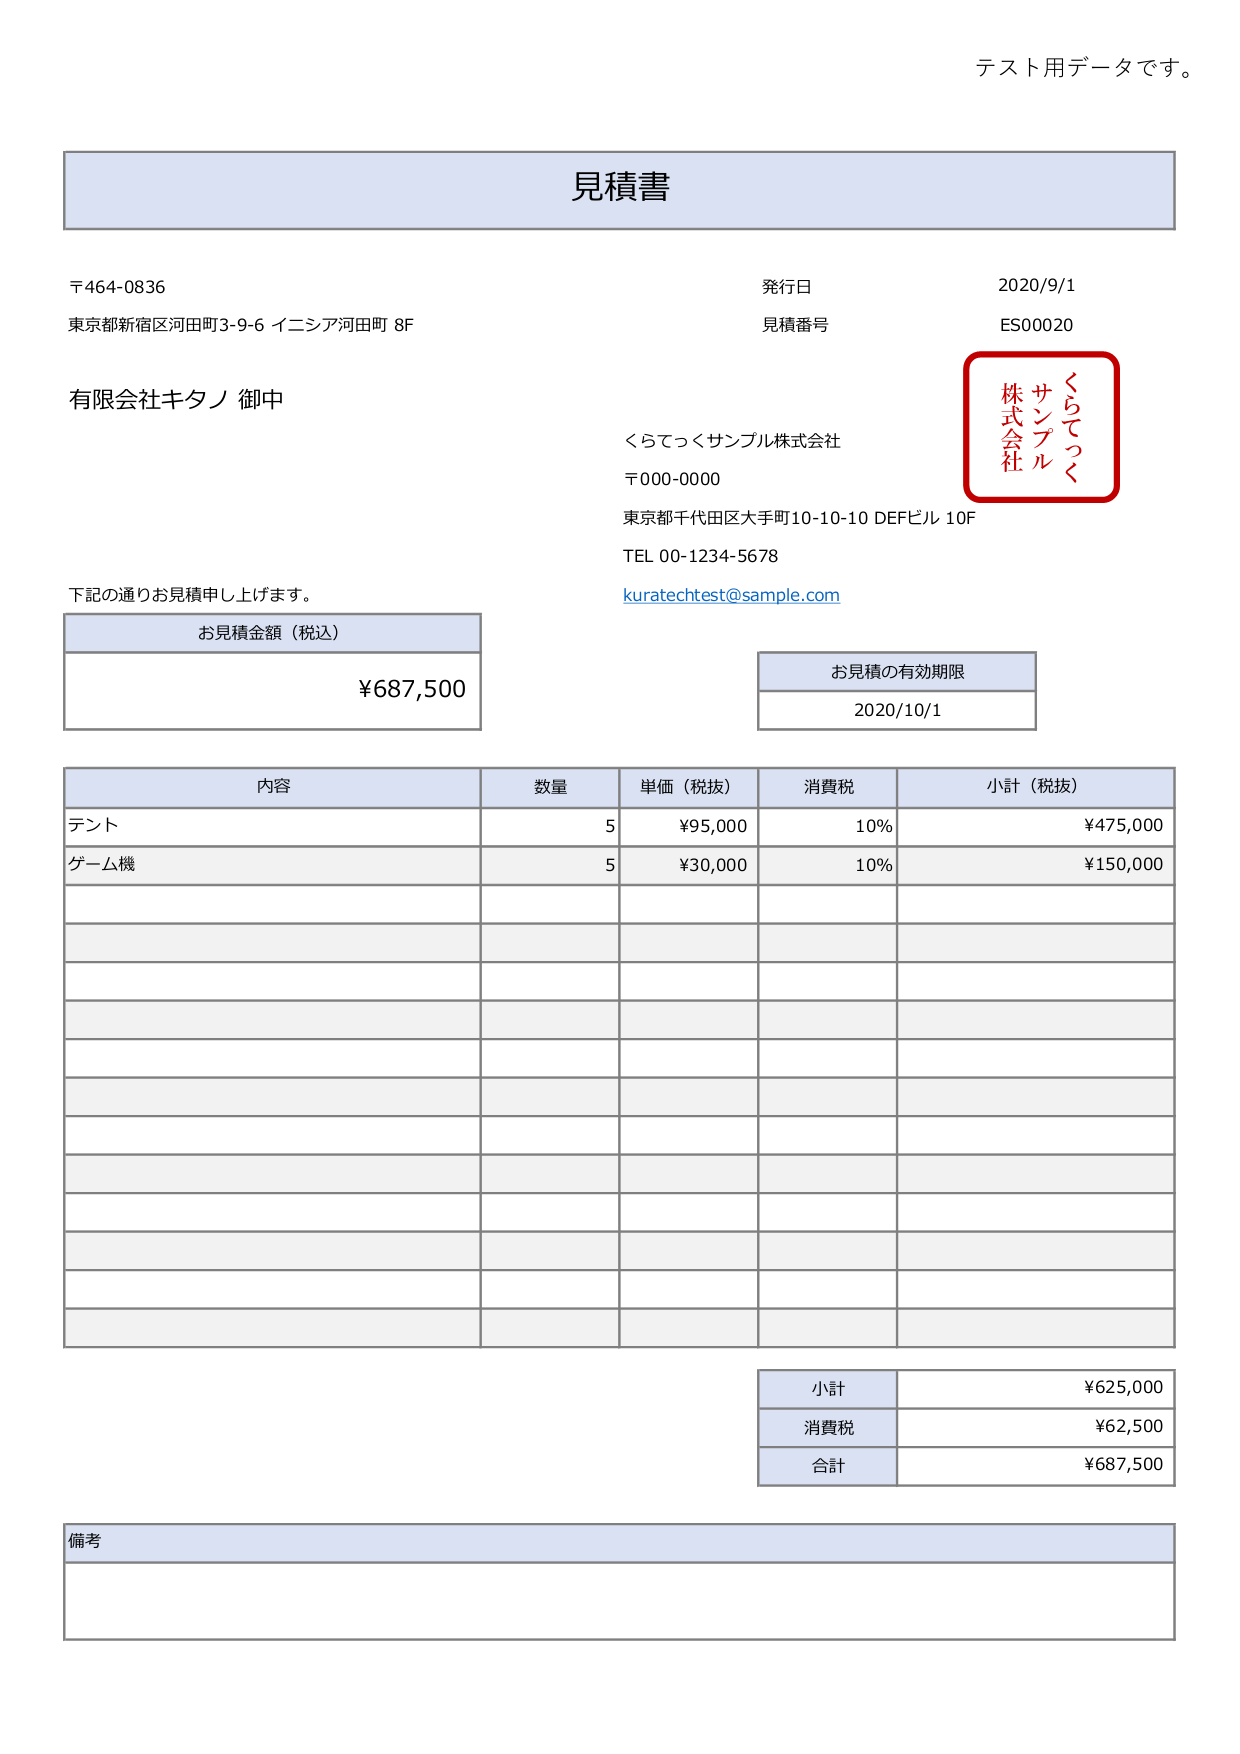 テスト用データです。
見積書
〒464-0836
発行日 2020/9/1
東京都新宿区河田町3-9-6 イニシア河田町 8F
見積番号 ES00020
有限会社キタノ 御中
くらてっく
サンプル
株式会社
くらてっくサンプル株式会社
〒000-0000
東京都千代田区大手町10-10-10 DEFビル 10F
TEL 00-1234-5678
kuratechtest@sample.com
下記の通りお見積申し上げます。
お見積金額（税込）
¥687,500
お見積の有効期限
2020/10/1
内容 数量 単価（税抜） 消費税 小計（税抜）
テント 5 ¥95,000 10% ¥475,000
ゲーム機 5 ¥30,000 10% ¥150,000
小計 ¥625,000
消費税 ¥62,500
合計 ¥687,500
備考